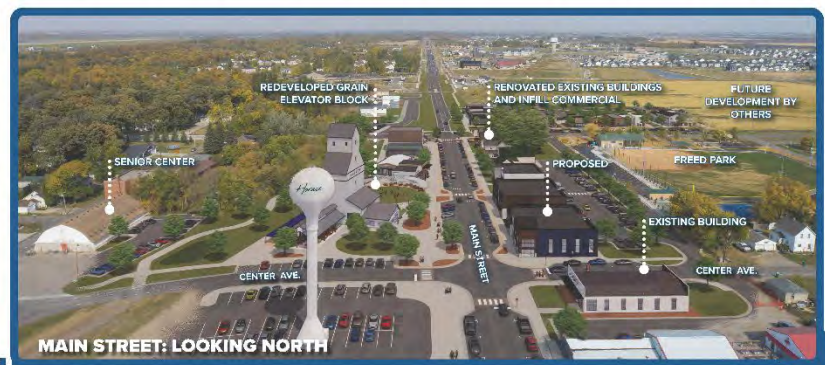 REDEVELOPED GRAIN
ELEVATOR BLOCK
RENOVATED EXISTING BUILDINGS
AND INFILL COMMERCIAL
FUTURE
DEVELOPMENT BY
OTHERS
SENIOR CENTER
Horace
PROPOSED
FREED PARK
EXISTING BUILDING
MAIN STREET
CENTER AVE.
CENTER AVE.
MAIN STREET: LOOKING NORTH